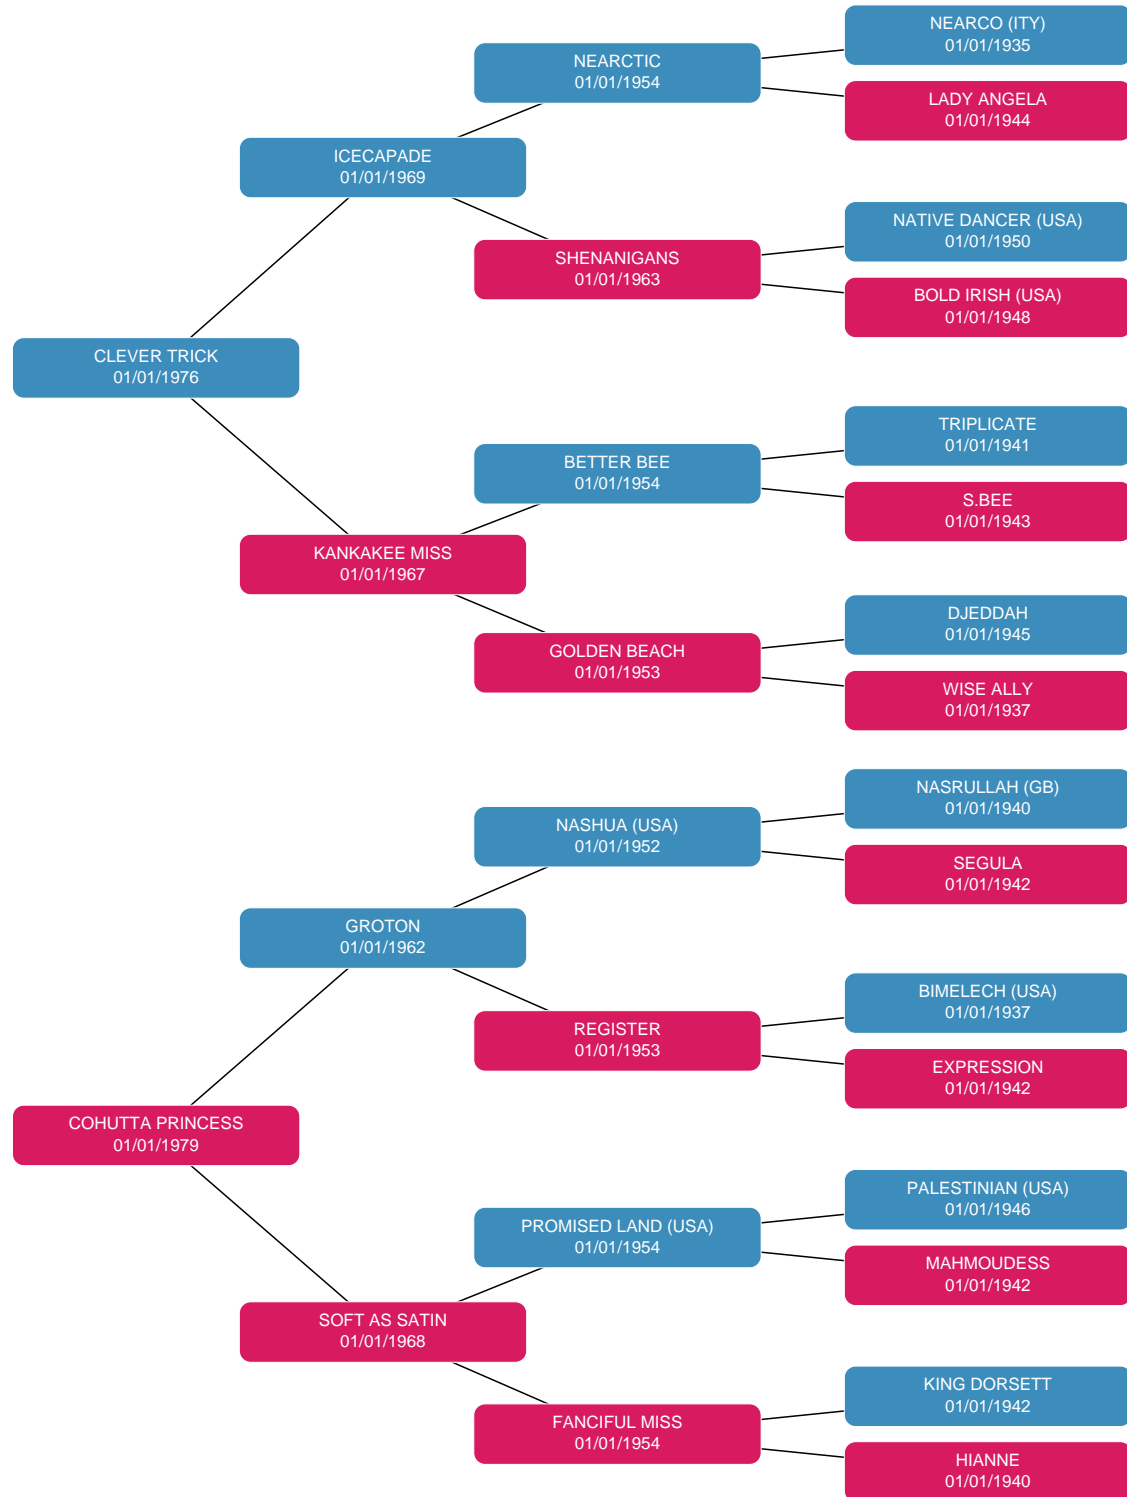 NEARCO (ITY)
01/01/1935
NEARCTIC
01/01/1954
LADY ANGELA
01/01/1944
ICECAPADE
01/01/1969
NATIVE DANCER (USA)
01/01/1950
SHENANIGANS
01/01/1963
BOLD IRISH (USA)
01/01/1948
CLEVER TRICK
01/01/1976
TRIPLICATE
01/01/1941
BETTER BEE
01/01/1954
S.BEE
01/01/1943
KANKAKEE MISS
01/01/1967
DJEDDAH
01/01/1945
GOLDEN BEACH
01/01/1953
WISE ALLY
01/01/1937
NASRULLAH (GB)
01/01/1940
NASHUA (USA)
01/01/1952
SEGULA
01/01/1942
GROTON
01/01/1962
BIMELECH (USA)
01/01/1937
REGISTER
01/01/1953
EXPRESSION
01/01/1942
COHUTTA PRINCESS
01/01/1979
PALESTINIAN (USA)
01/01/1946
PROMISED LAND (USA)
01/01/1954
MAHMOUDESS
01/01/1942
SOFT AS SATIN
01/01/1968
KING DORSETT
01/01/1942
FANCIFUL MISS
01/01/1954
HIANNE
01/01/1940